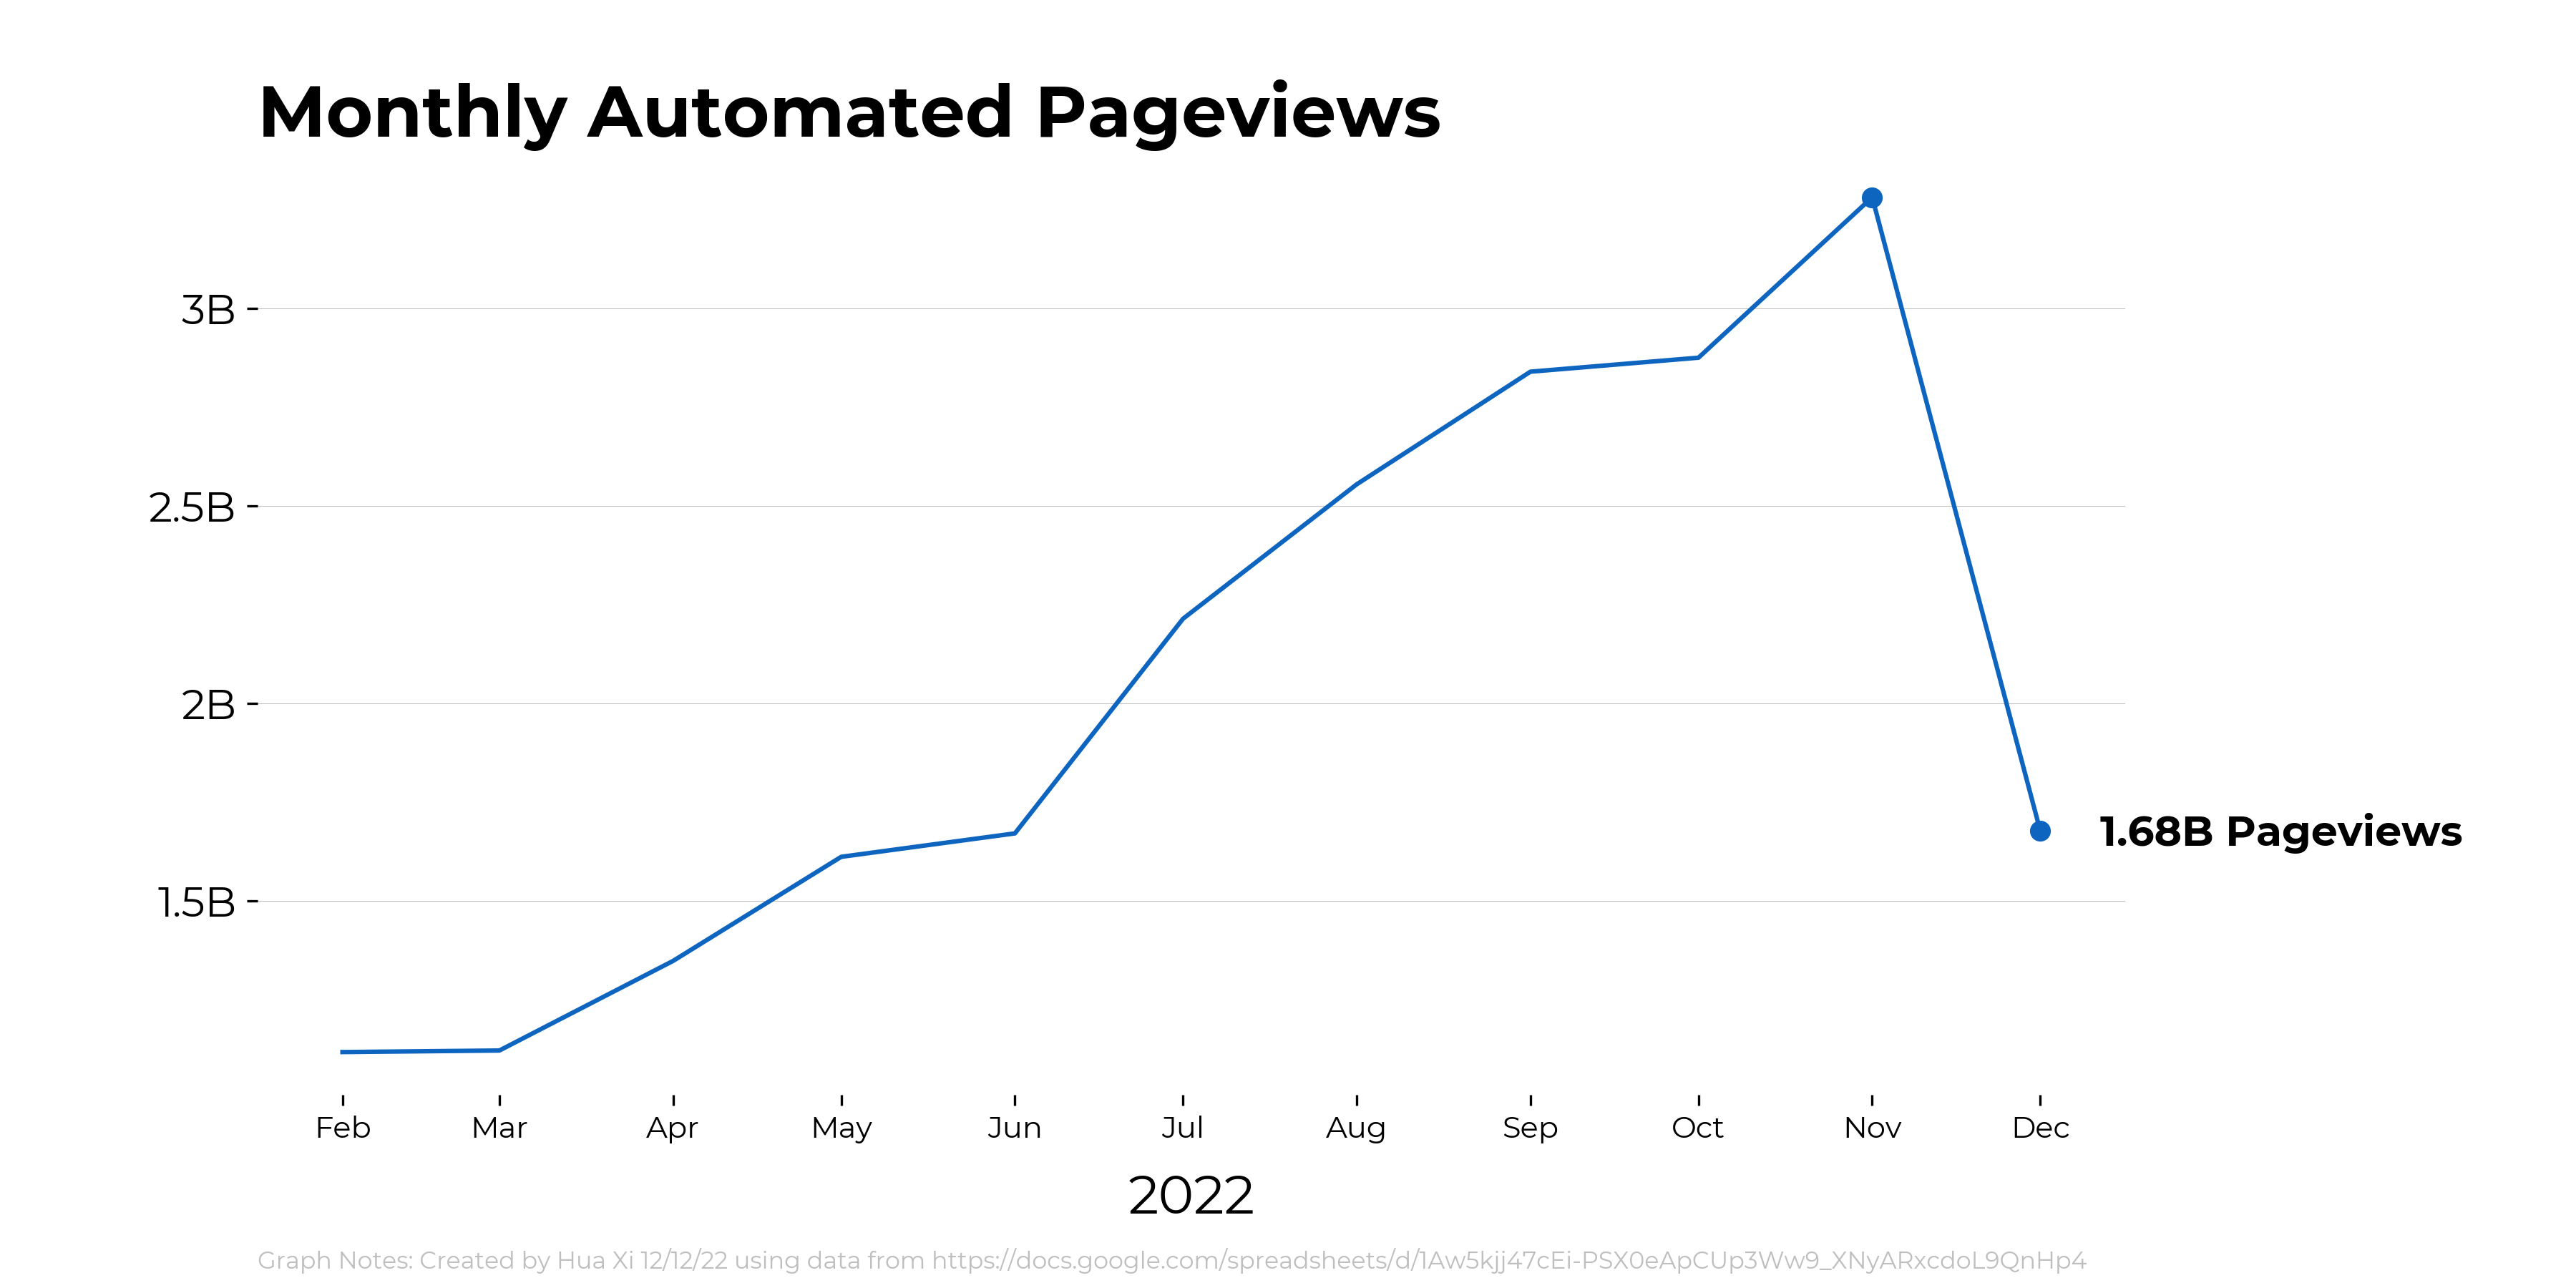 Monthly Automated Pageviews
3B
2.5B
2B
1.5B
1.68B Pageviews
Feb Mar Apr May Jun Jul Aug Sep Oct Nov Dec
2022
Graph Notes: Created by Hua Xi 12/12/22 using data from https://docs.google.com/spreadsheets/d/1Aw5kjj47cEi-PSX0eApCUp3Ww9_XNyARxcdoL9QnHp4